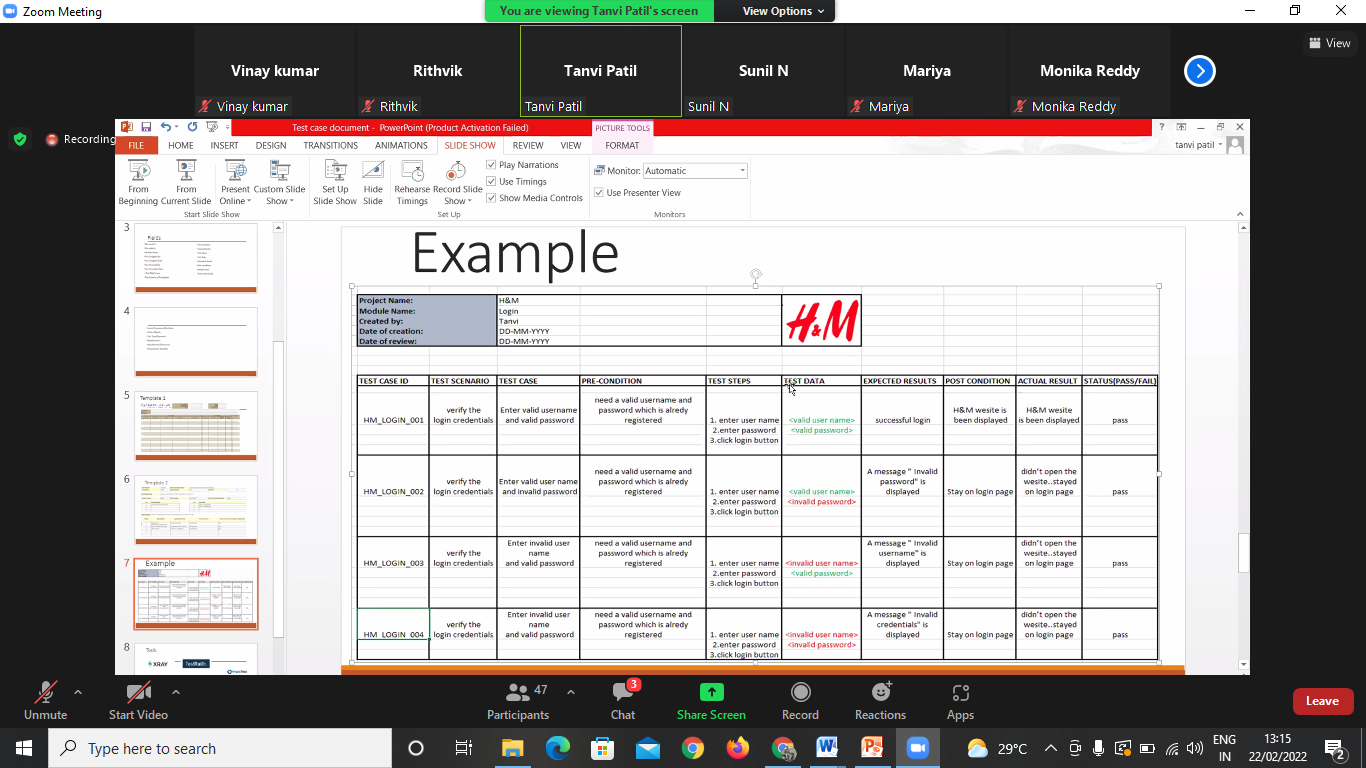 Zoom Meeting
You are viewing Tanvi Patil's screen
View Options
View
Vinay kumar
Rithvik
Tanvi Patil
Sunil N
Mariya
Monika Reddy
Vinay kumar
Rithvik
Tanvi Patil
Sunil N
Mariya
Monika Reddy
Recording
Test case document - PowerPoint (Product Activation Failed)
PICTURE TOOLS
FILE HOME INSERT DESIGN TRANSITIONS ANIMATIONS SLIDE SHOW REVIEW VIEW FORMAT
tanvi patil
From Beginning
From Current Slide
Present Online
Custom Slide Show
Set Up Slide Show
Hide Slide
Rehearse Timings
Record Slide Show
Play Narrations
Use Timings
Show Media Controls
Monitor: Automatic
Use Presenter View
Start Slide Show
Set Up
Monitors
3
Fields
4
5
Template 1
6
Template 2
7
Example
8
Tools
XRAY
TestRail
Example
Project Name: H&M
Module Name: Login
Created by: Tanvi
Date of creation: DD-MM-YYYY
Date of review: DD-MM-YYYY
H&M
TEST CASE ID TEST SCENARIO TEST CASE PRE-CONDITION TEST STEPS TEST DATA EXPECTED RESULTS POST CONDITION ACTUAL RESULT STATUS(PASS/FAIL)
HM_LOGIN_001
verify the
login credentials
Enter valid username
and valid password
need a valid username and
password which is alredy
registered
1. enter user name
2.enter password
3.click login button
<valid user name>
<valid password>
successful login
H&M wesite is
been displayed
H&M wesite
is been displayed
pass
HM_LOGIN_002
verify the
login credentials
Enter valid user name
and invalid password
need a valid username and
password which is alredy
registered
1. enter user name
2.enter password
3.click login button
<valid user name>
<invalid password>
A message " Invalid
password" is
displayed
Stay on login page
didn't open the
wesite..stayed
on login page
pass
HM_LOGIN_003
verify the
login credentials
Enter invalid user
name
and valid password
need a valid username and
password which is alredy
registered
1. enter user name
2.enter password
3.click login button
<invalid user name>
<valid password>
A message " Invalid
username" is
displayed
Stay on login page
didn't open the
wesite..stayed
on login page
pass
HM_LOGIN_004
verify the
login credentials
Enter invalid user
name
and valid password
need a valid username and
password which is alredy
registered
1. enter user name
2.enter password
3.click login button
<invalid user name>
<invalid password>
A message " Invalid
credentials" is
displayed
Stay on login page
didn't open the
wesite..stayed
on login page
pass
Unmute
Start Video
47
Participants
3
Chat
Share Screen
Record
Reactions
Apps
Leave
Type here to search
29°C
ENG
IN
13:15
22/02/2022
2